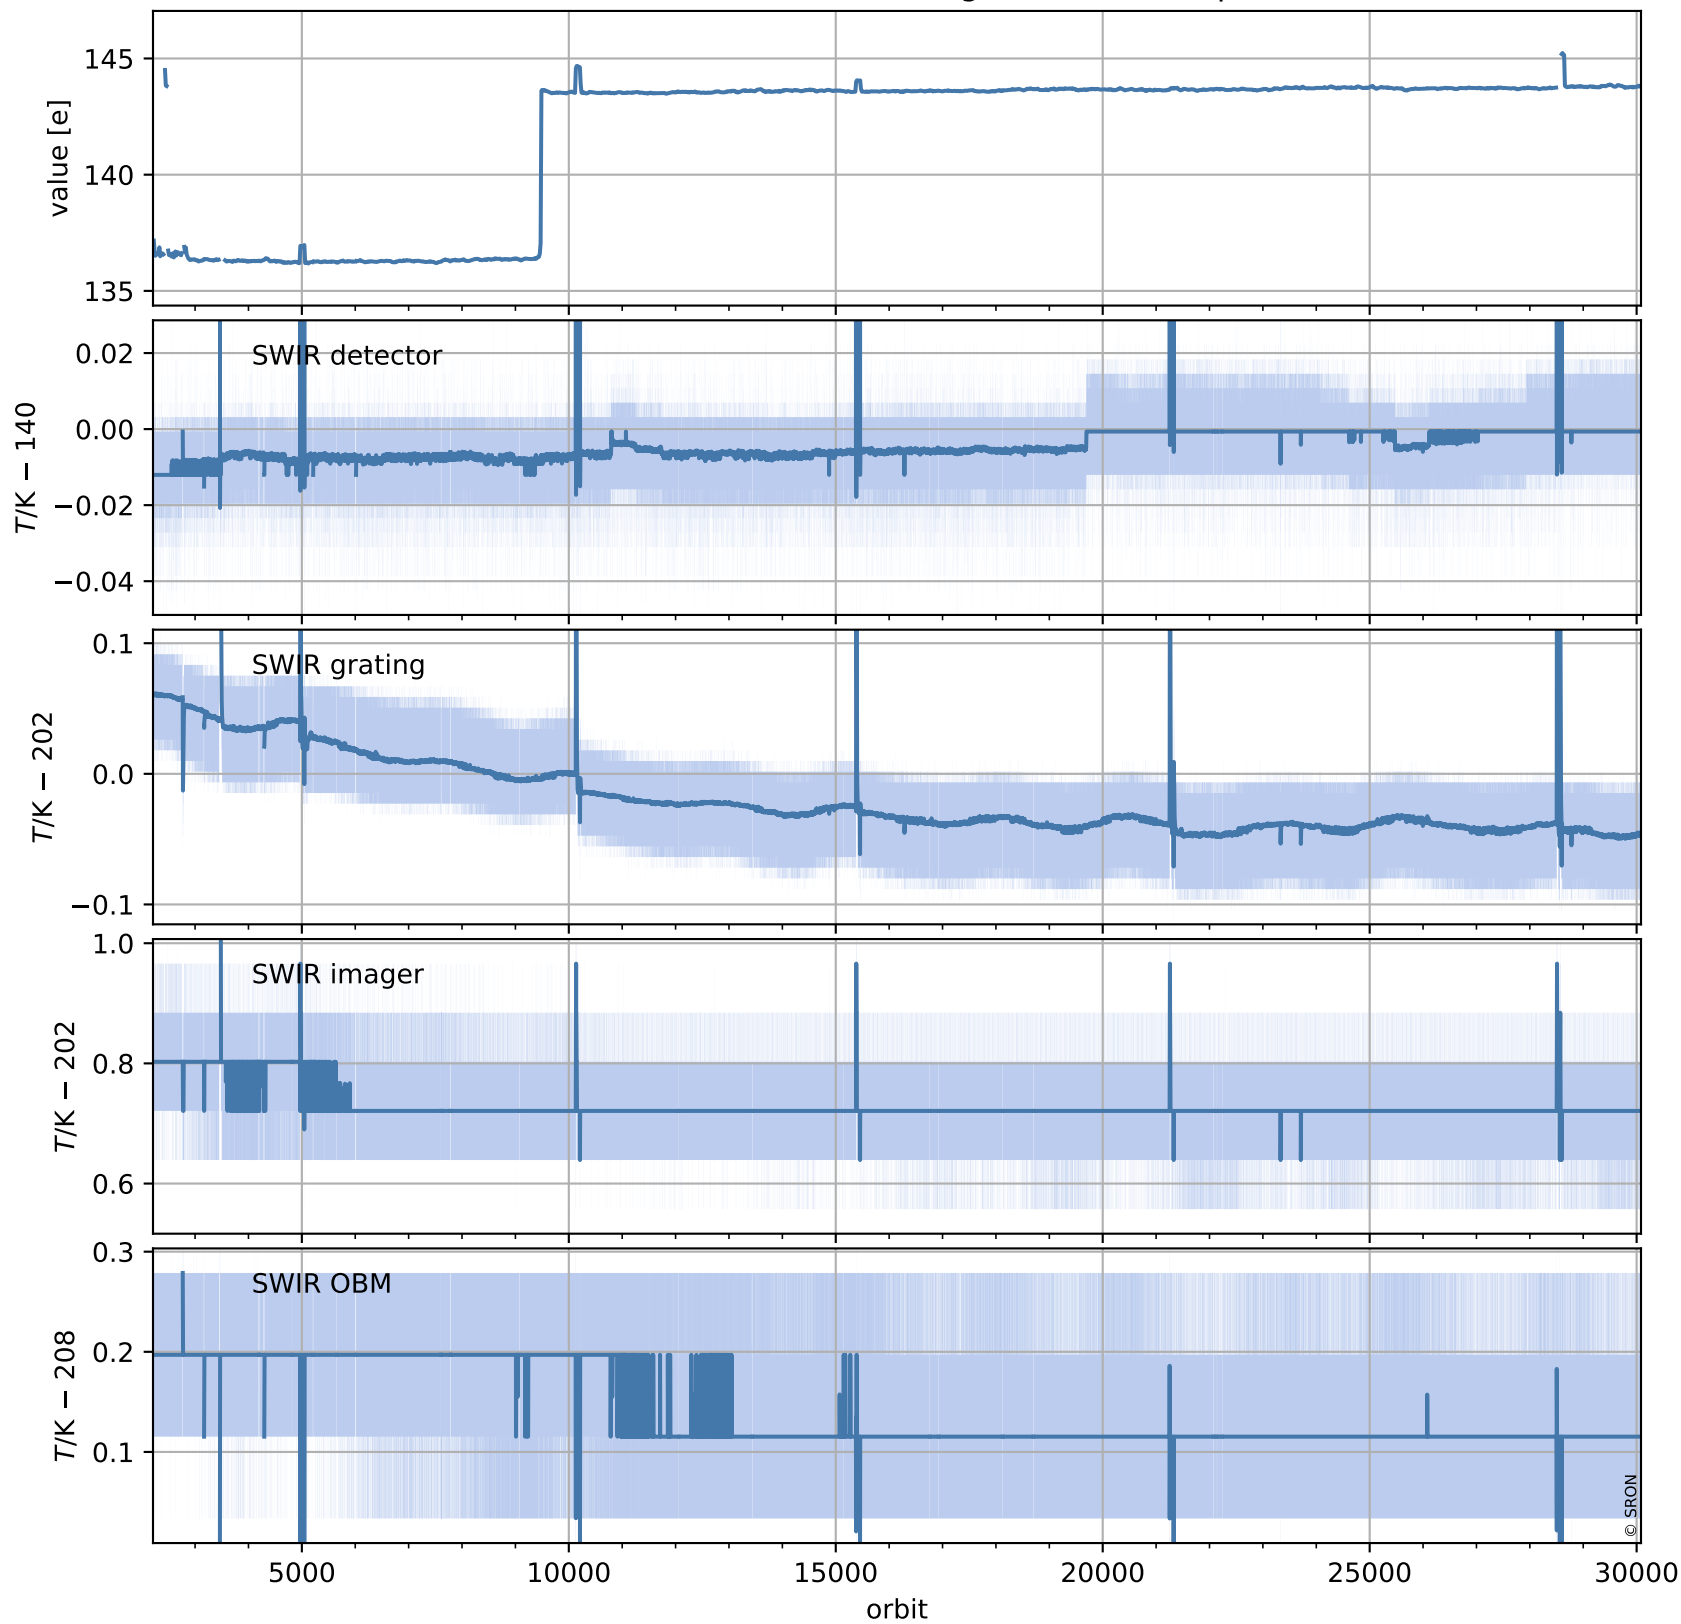 145
140
135
value [e]
SWIR detector
0.02
0.00
−0.02
−0.04
T/K − 140
SWIR grating
0.1
0.0
−0.1
T/K − 202
SWIR imager
1.0
0.8
0.6
T/K − 202
SWIR OBM
0.3
0.2
0.1
T/K − 208
© SRON
5000 10000 15000 20000 25000 30000
orbit